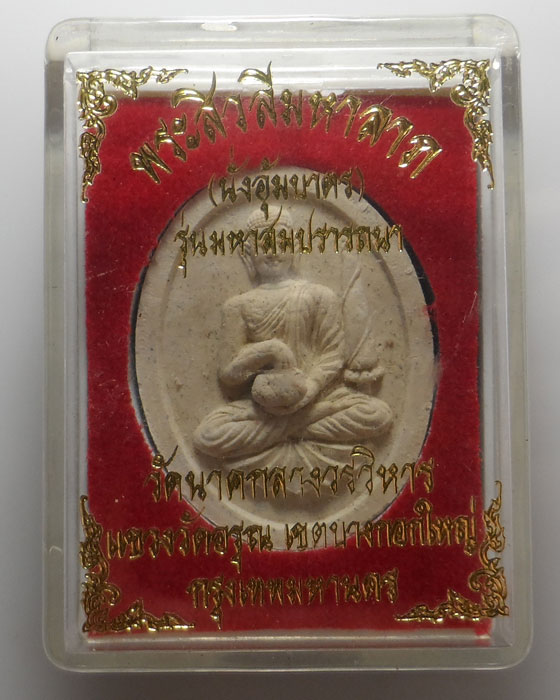 พระสิวลีมหาลาภ
(นั่งอุ้มบาตร)
รุ่นมหาสมปรารถนา
วัดนาคกลางวรวิหาร
แขวงวัดอรุณ เขตบางกอกใหญ่
กรุงเทพมหานคร